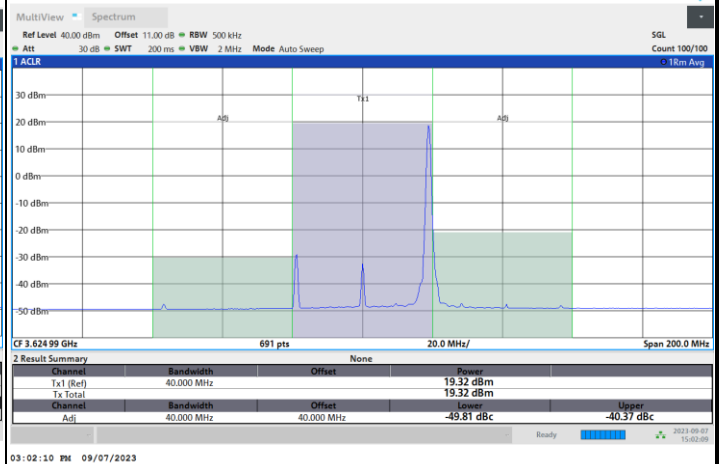 MultiView Spectrum
Ref Level 40.00 dBm Offset 11.00 dB RBW 500 kHz SGL
Att 30 dB SWT 200 ms VBW 2 MHz Mode Auto Sweep Count 100/100
1 ACLR 1Rm Avg
30 dBm
Tx1
20 dBm
Adj Adj
10 dBm
0 dBm
-10 dBm
-20 dBm
-30 dBm
-40 dBm
-50 dBm
CF 3.624 99 GHz 691 pts 20.0 MHz/ Span 200.0 MHz
2 Result Summary None
Channel Bandwidth Offset Power
Tx1 (Ref) 40.000 MHz 19.32 dBm
Tx Total 19.32 dBm
Channel Bandwidth Offset Lower Upper
Adj 40.000 MHz 40.000 MHz -49.81 dBc -40.37 dBc
Ready 2023-09-07
15:02:09
03:02:10 PM 09/07/2023